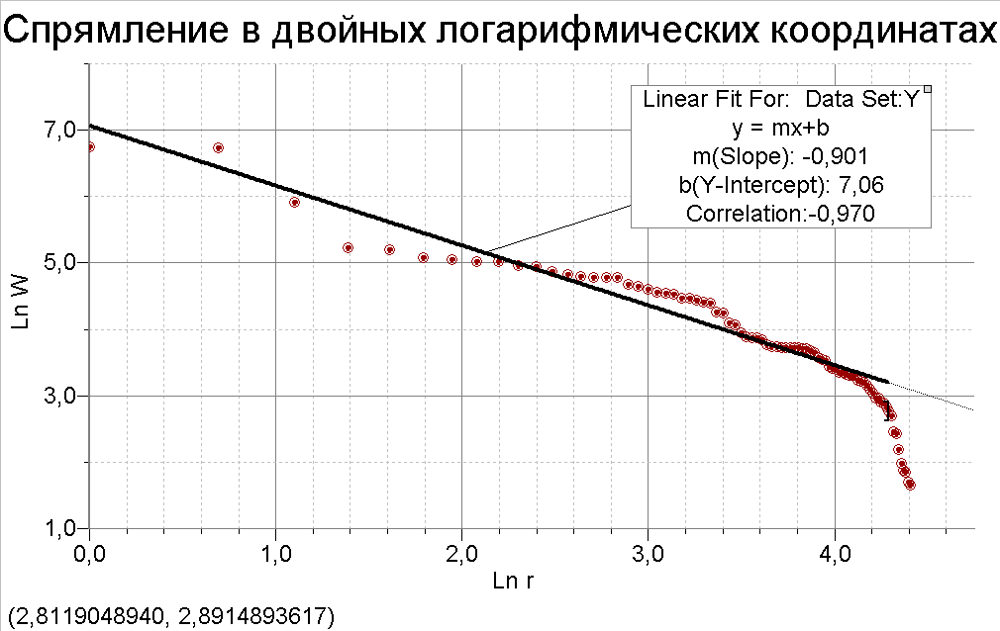 Спрямление в двойных логарифмических координатах
Linear Fit For: Data Set:Y
y = mx+b
m(Slope): -0,901
b(Y-Intercept): 7,06
Correlation:-0,970
7,0
5,0
3,0
1,0
Ln W
0,0 1,0 2,0 3,0 4,0
Ln r
(2,8119048940, 2,8914893617)